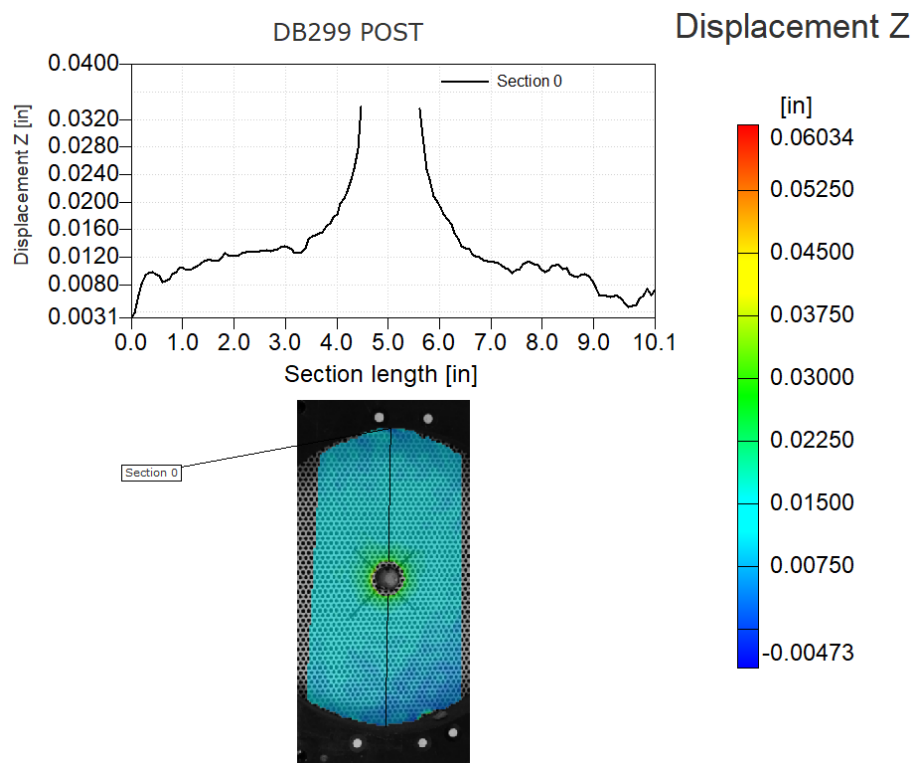 DB299 POST
Displacement Z
0.0400
0.0320
0.0280
0.0240
0.0200
0.0160
0.0120
0.0080
0.0031
Displacement Z [in]
Section 0
0.0 1.0 2.0 3.0 4.0 5.0 6.0 7.0 8.0 9.0 10.1
Section length [in]
[in]
0.06034
0.05250
0.04500
0.03750
0.03000
0.02250
0.01500
0.00750
-0.00473
Section 0